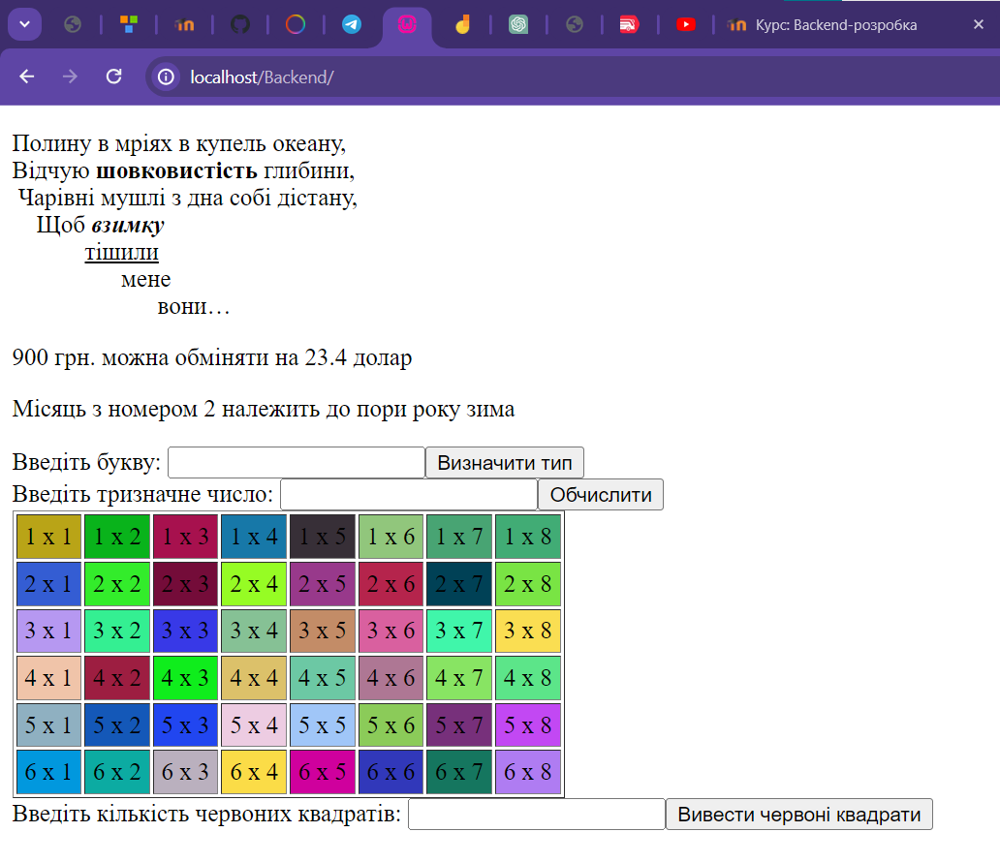 Курс: Backend-розробка
localhost/Backend/
Полину в мріях в купель океану,
Відчую шовковистість глибини,
Чарівні мушлі з дна собі дістану,
Щоб взимку
тішили
мене
вони…
900 грн. можна обміняти на 23.4 долар
Місяць з номером 2 належить до пори року зима
Введіть букву: Визначити тип
Введіть тризначне число: Обчислити
1 x 1 1 x 2 1 x 3 1 x 4 1 x 5 1 x 6 1 x 7 1 x 8
2 x 1 2 x 2 2 x 3 2 x 4 2 x 5 2 x 6 2 x 7 2 x 8
3 x 1 3 x 2 3 x 3 3 x 4 3 x 5 3 x 6 3 x 7 3 x 8
4 x 1 4 x 2 4 x 3 4 x 4 4 x 5 4 x 6 4 x 7 4 x 8
5 x 1 5 x 2 5 x 3 5 x 4 5 x 5 5 x 6 5 x 7 5 x 8
6 x 1 6 x 2 6 x 3 6 x 4 6 x 5 6 x 6 6 x 7 6 x 8
Введіть кількість червоних квадратів: Вивести червоні квадрати